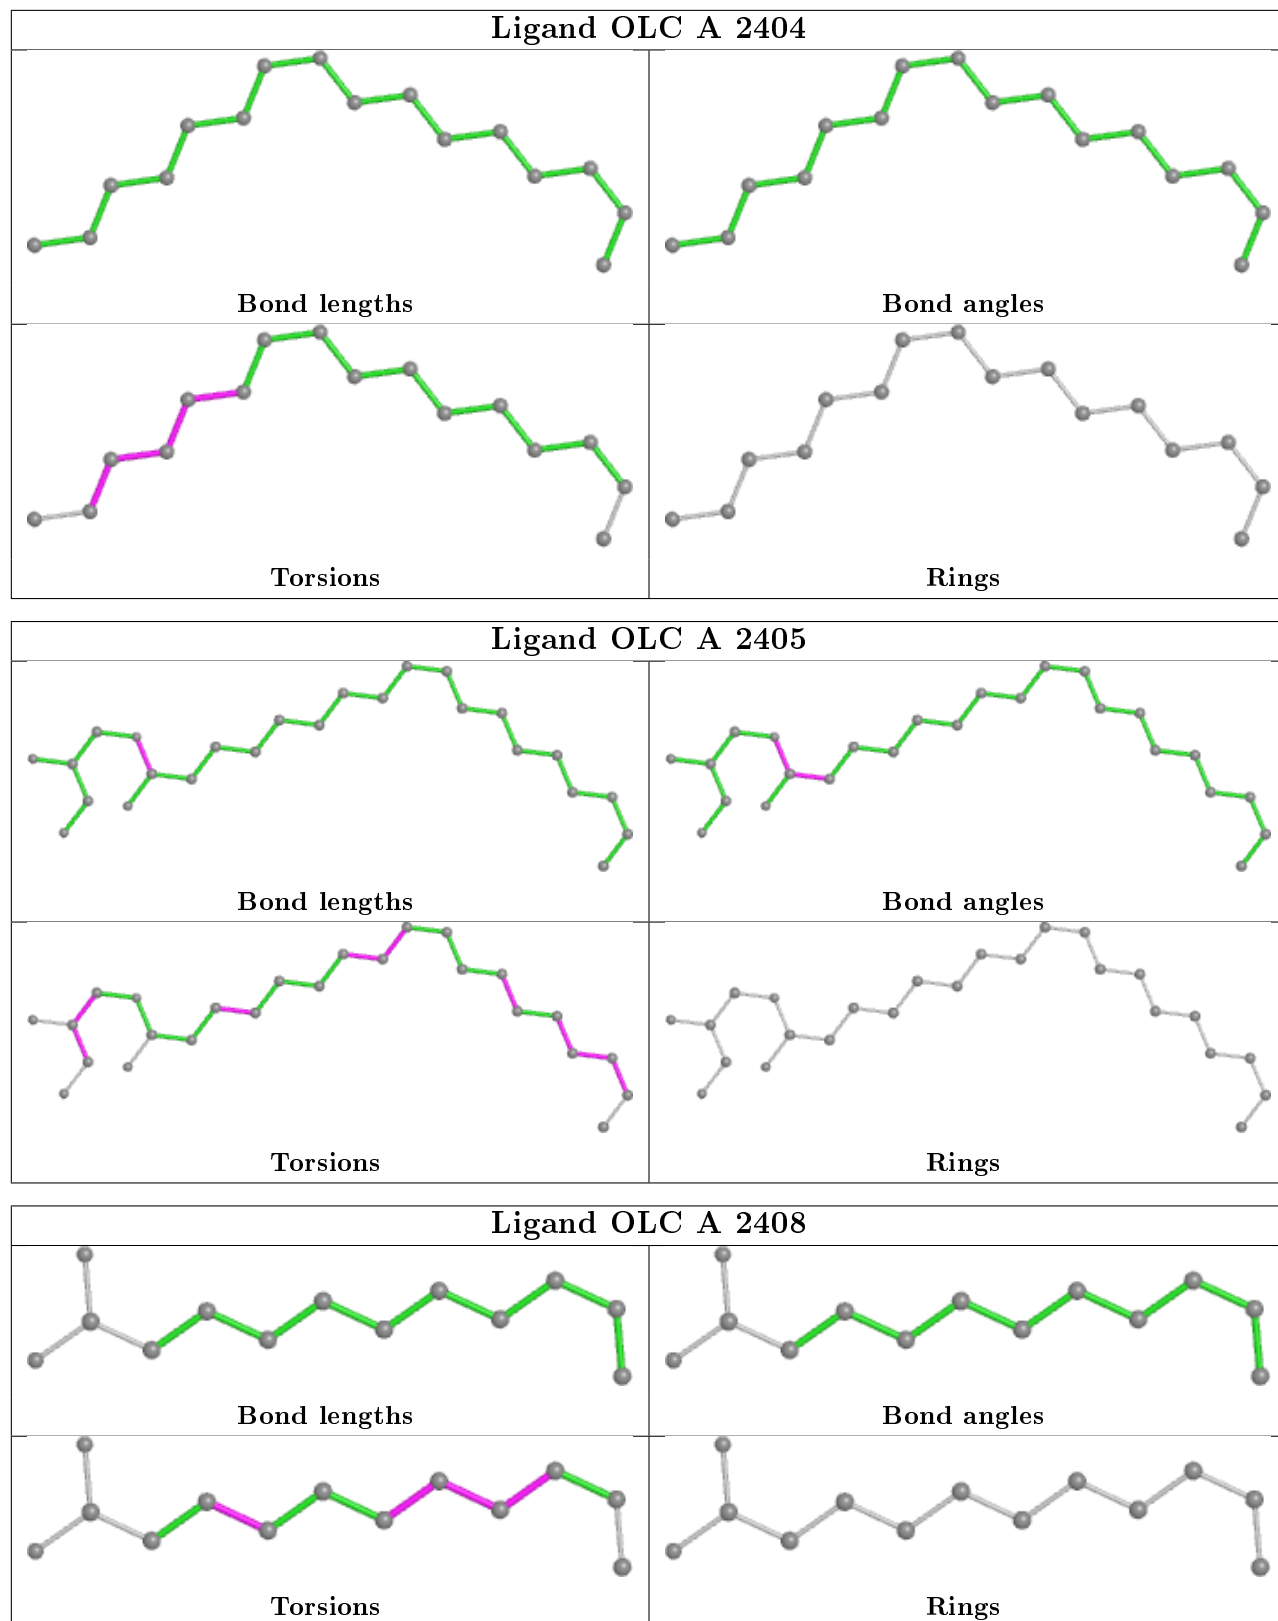 Ligand OLC A 2404
Bond lengths
Bond angles
Torsions
Rings
Ligand OLC A 2405
Bond lengths
Bond angles
Torsions
Rings
Ligand OLC A 2408
Bond lengths
Bond angles
Torsions
Rings